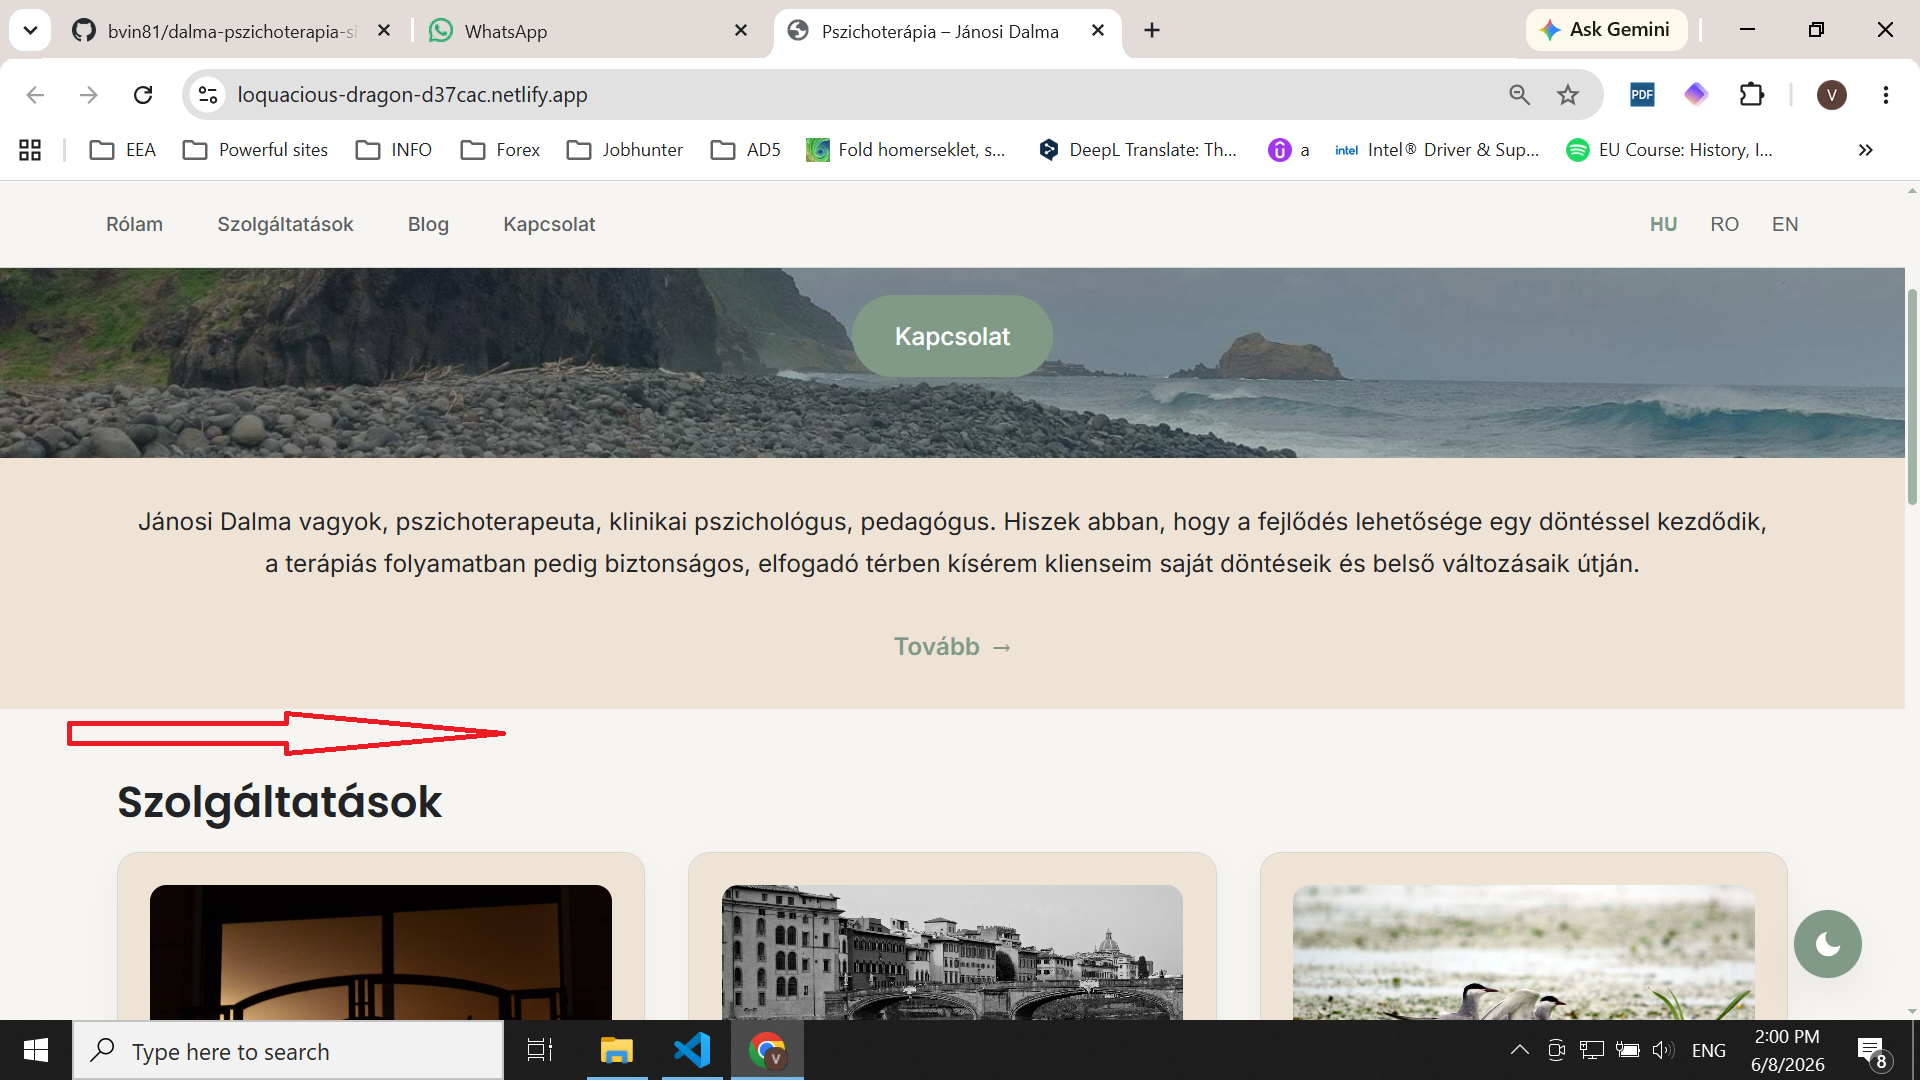 bvin81/dalma-pszichoterapia-si
WhatsApp
Pszichoterápia – Jánosi Dalma
Ask Gemini
loquacious-dragon-d37cac.netlify.app
PDF
V
EEA
Powerful sites
INFO
Forex
Jobhunter
AD5
Fold homerseklet, s...
DeepL Translate: Th...
a
intel
Intel® Driver & Sup...
EU Course: History, I...
Rólam
Szolgáltatások
Blog
Kapcsolat
HU
RO
EN
Kapcsolat
Jánosi Dalma vagyok, pszichoterapeuta, klinikai pszichológus, pedagógus. Hiszek abban, hogy a fejlődés lehetősége egy döntéssel kezdődik,
a terápiás folyamatban pedig biztonságos, elfogadó térben kísérem klienseim saját döntéseik és belső változásaik útján.
Tovább →
Szolgáltatások
Type here to search
V
ENG
2:00 PM
6/8/2026
8